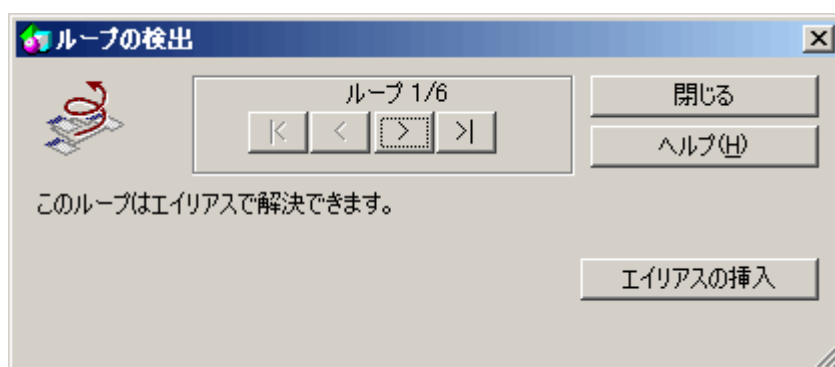 ループの検出
ループ 1/6
|< < > >|
閉じる
ヘルプ(H)
このループはエイリアスで解決できます。
エイリアスの挿入